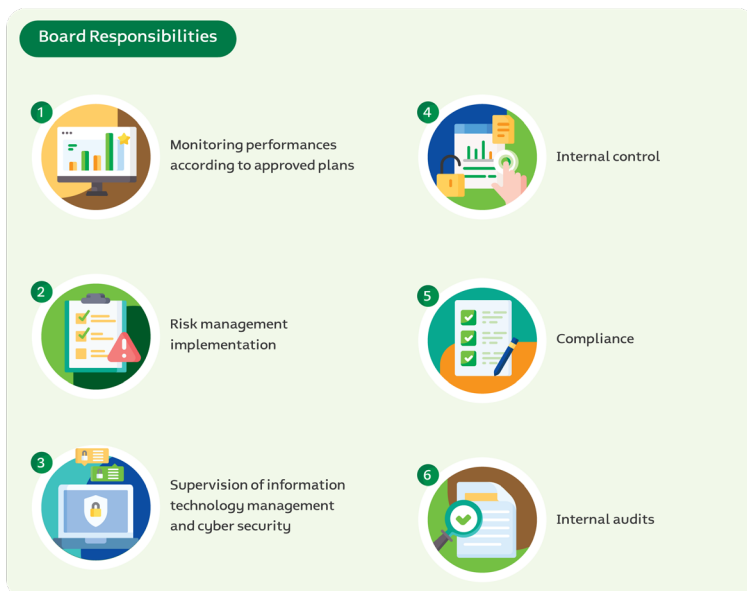 Board Responsibilities
1
Monitoring performances
according to approved plans
2
Risk management
implementation
3
Supervision of information
technology management
and cyber security
4
Internal control
5
Compliance
6
Internal audits